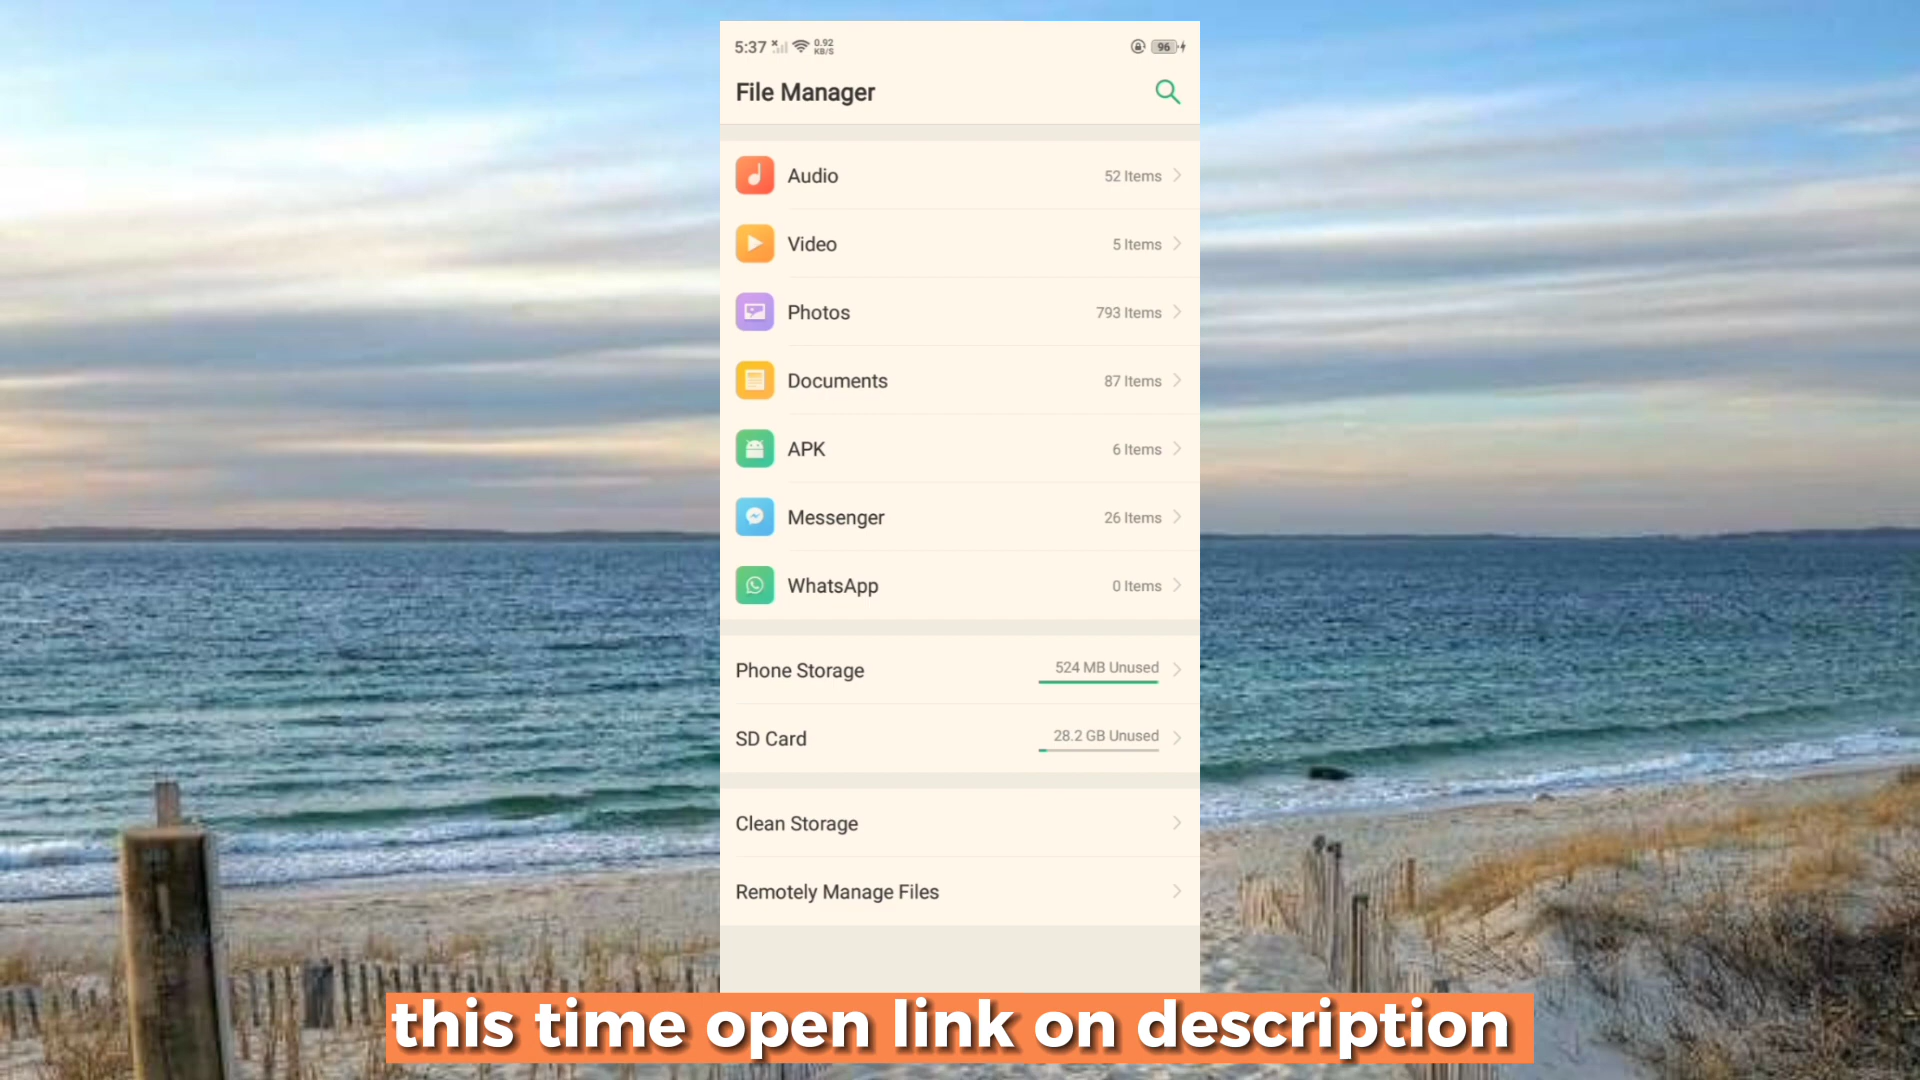 5:37 0.92 KB/S 96
File Manager
Audio 52 Items
Video 5 Items
Photos 793 Items
Documents 87 Items
APK 6 Items
Messenger 26 Items
WhatsApp 0 Items
Phone Storage 524 MB Unused
SD Card 28.2 GB Unused
Clean Storage
Remotely Manage Files
this time open link on description